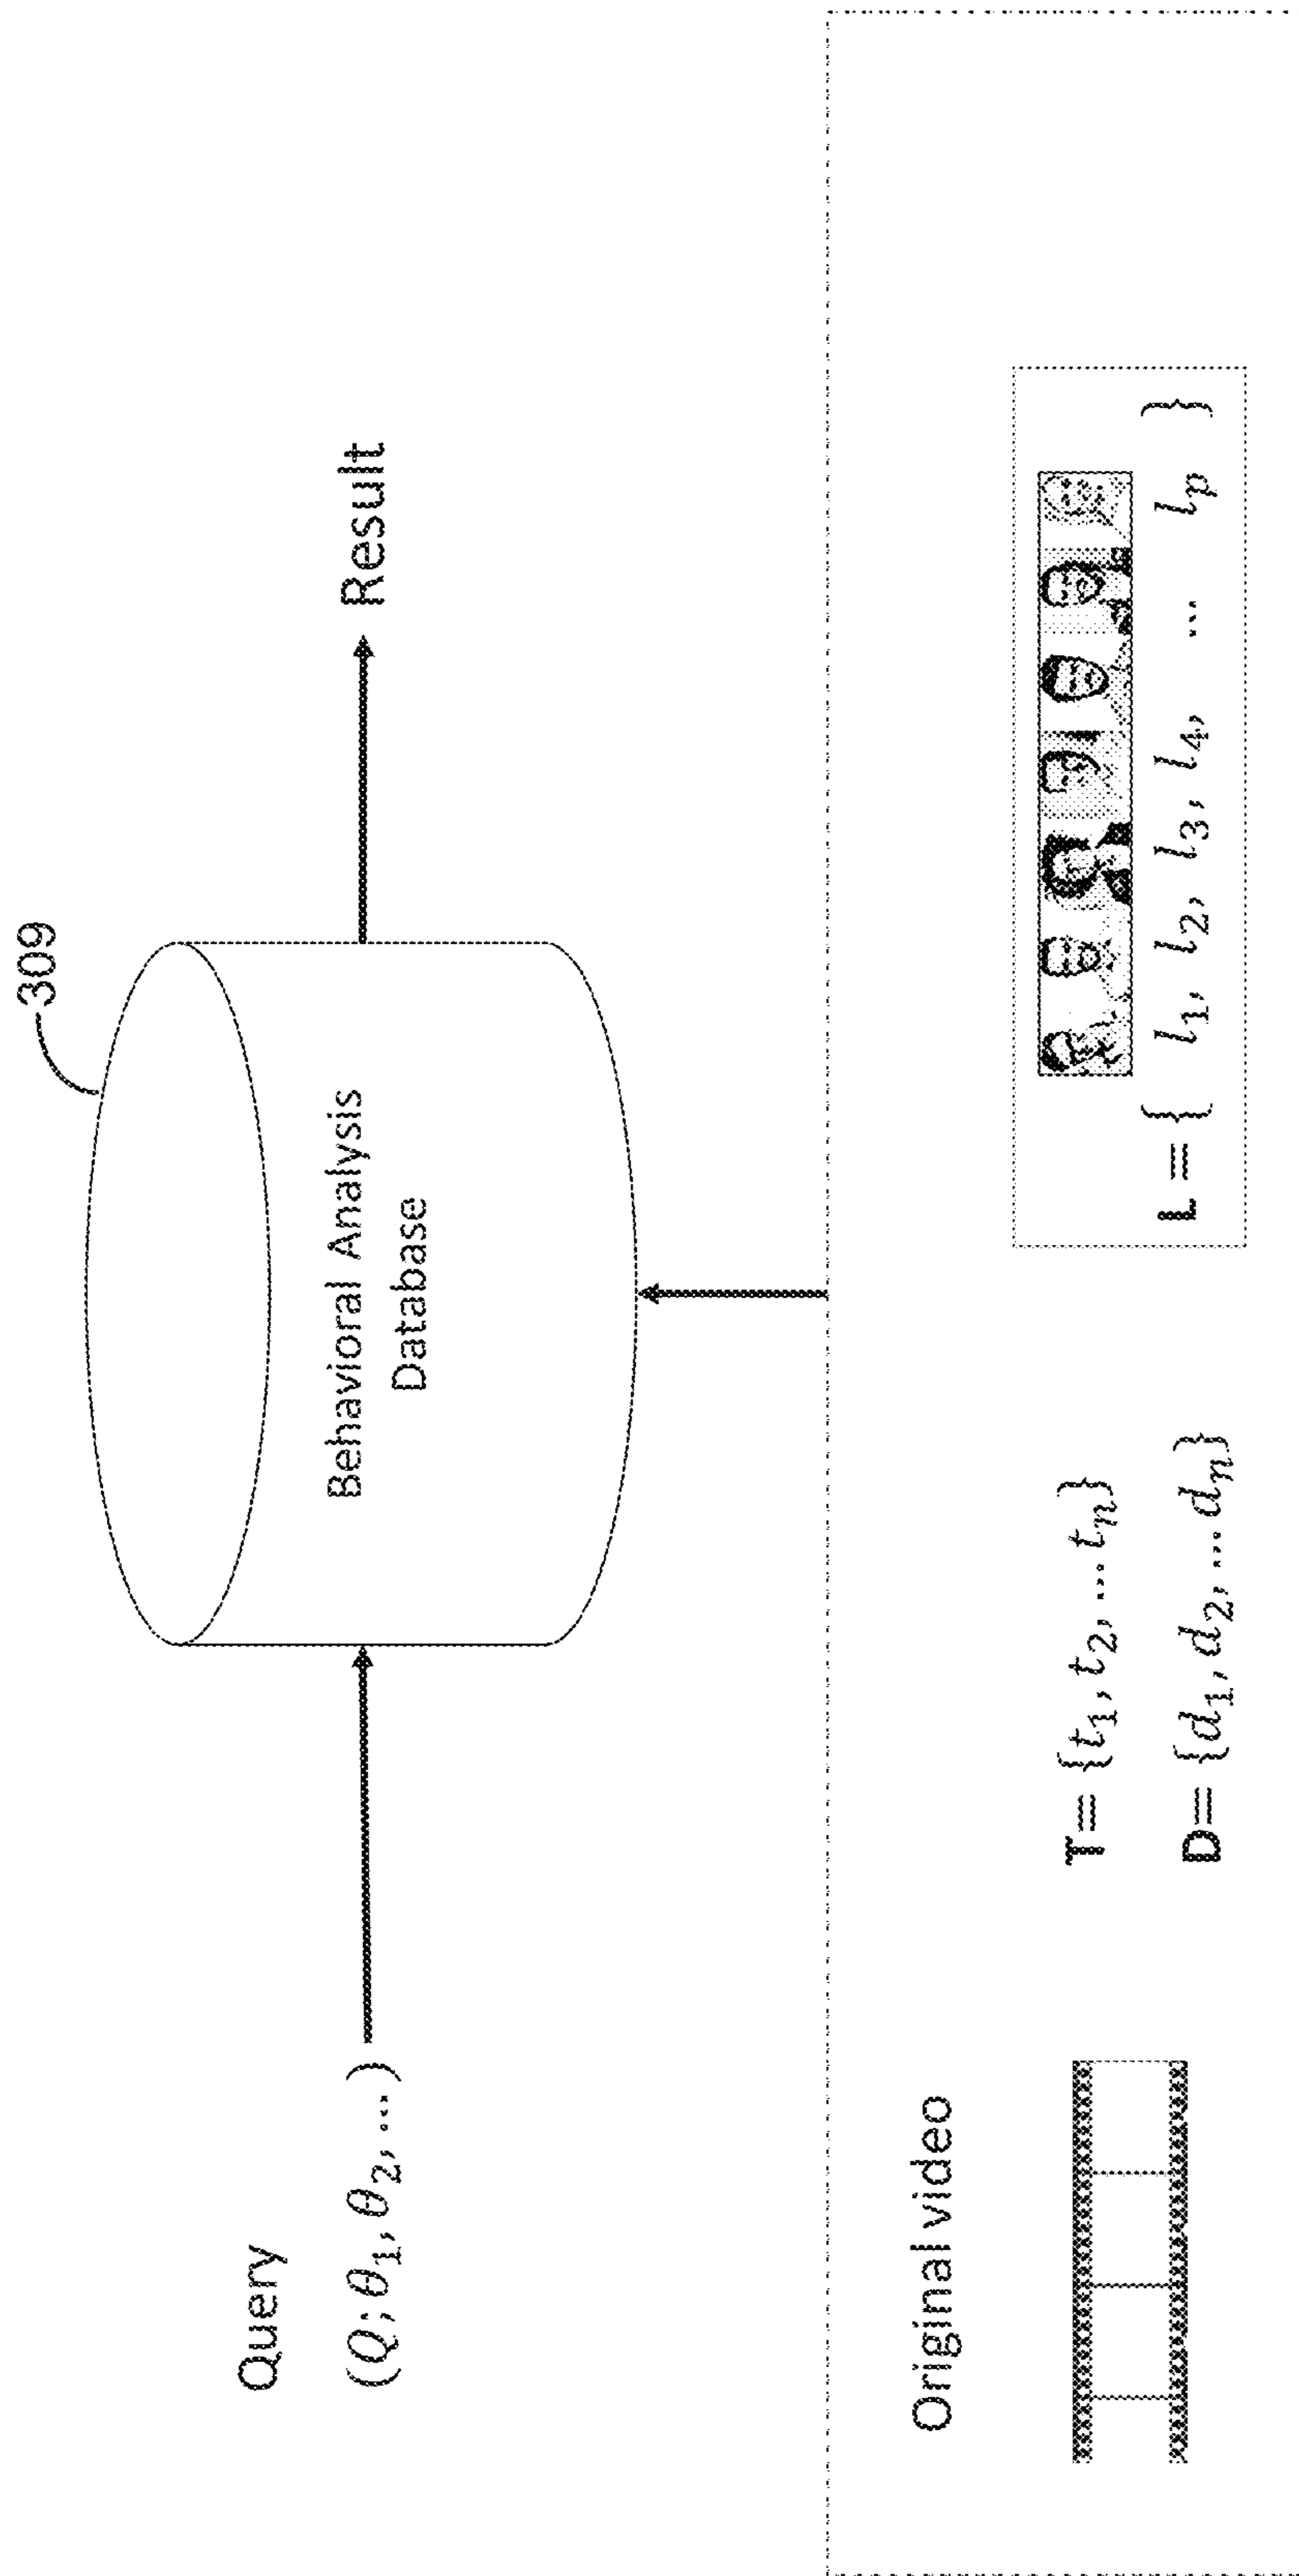 309
Query
(Q; θ₁, θ₂, ...)
Behavioral Analysis
Database
Result
Original video
T= {t₁, t₂, ... tₙ}
D= {d₁, d₂, ... dₙ}
L = { l₁, l₂, l₃, l₄, ... lₚ }